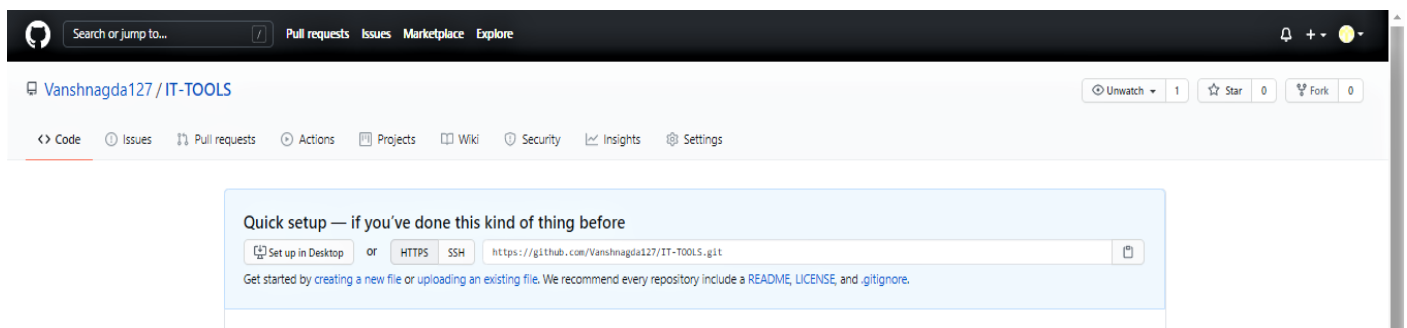 Search or jump to... / Pull requests Issues Marketplace Explore
Vanshnagda127 / IT-TOOLS Unwatch 1 Star 0 Fork 0
<> Code Issues Pull requests Actions Projects Wiki Security Insights Settings
Quick setup — if you've done this kind of thing before
Set up in Desktop or HTTPS SSH https://github.com/Vanshnagda127/IT-TOOLS.git
Get started by creating a new file or uploading an existing file. We recommend every repository include a README, LICENSE, and .gitignore.